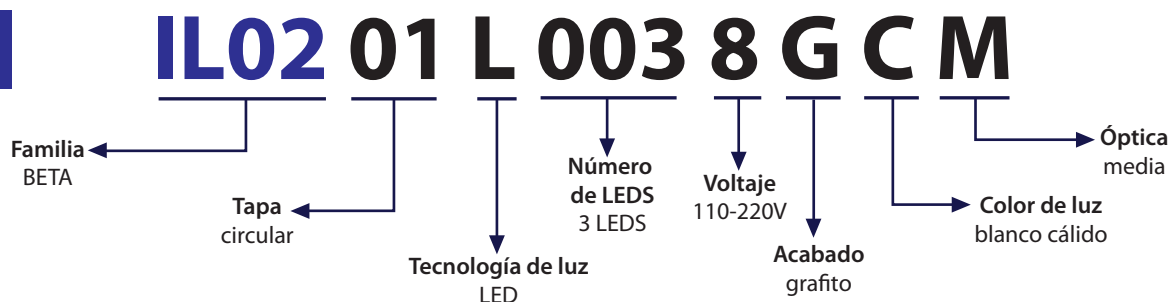 IL02 01 L 003 8 G C M
Familia
BETA
Tapa
circular
Tecnología de luz
LED
Número
de LEDS
3 LEDS
Voltaje
110-220V
Acabado
grafito
Color de luz
blanco cálido
Óptica
media